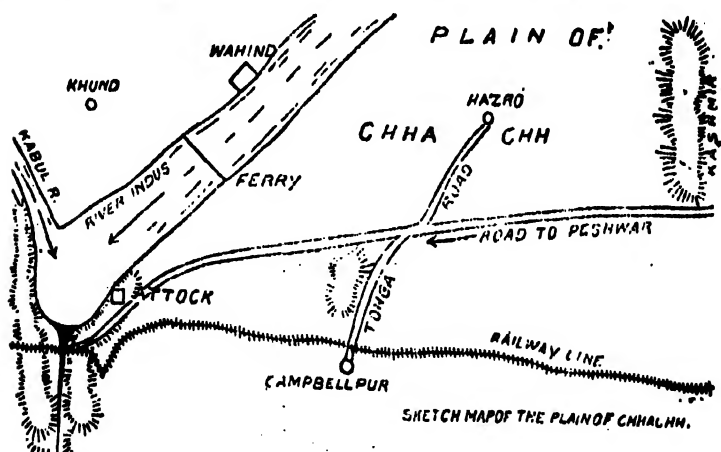 PLAIN OF
WAHIND
KHUND
HAZRO
CHHA CHH
KABUL R.
RIVER INDUS
FERRY
ROAD
ROAD TO PESHWAR
ATTOCK
TONGA
RAILWAY LINE
CAMPBELLPUR
SKETCH MAP OF THE PLAIN OF CHHACHH.